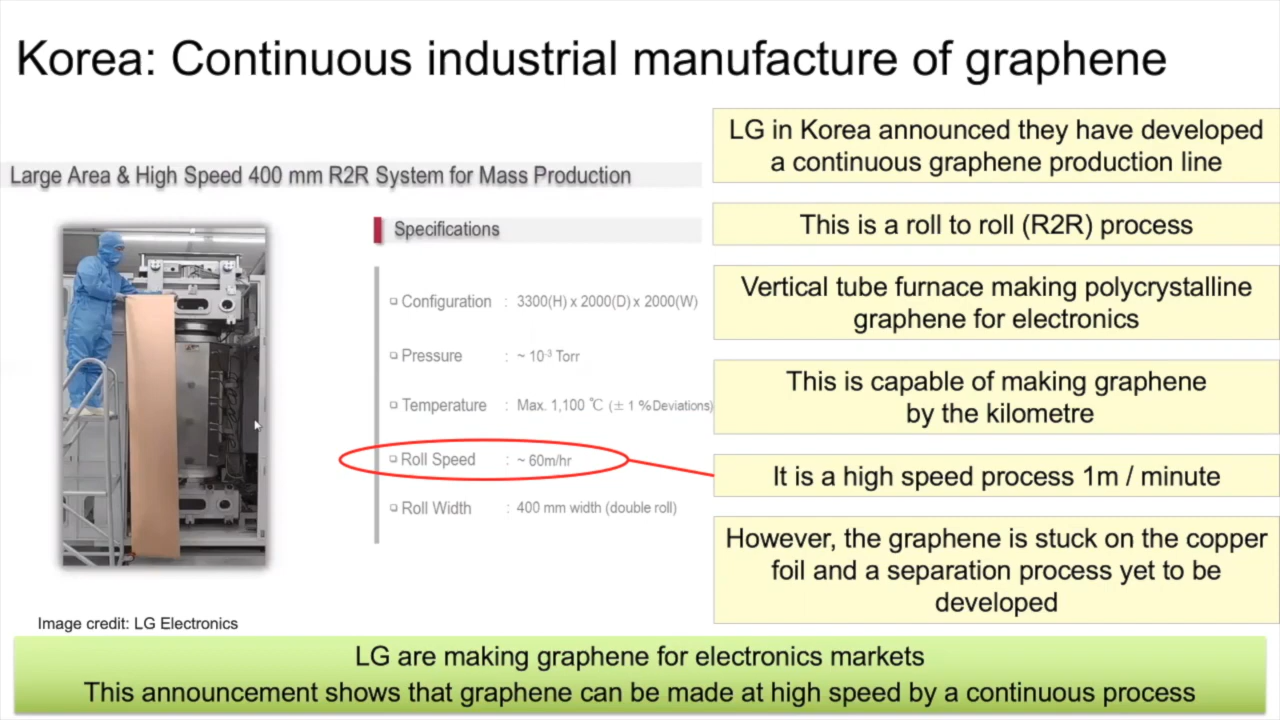 Korea: Continuous industrial manufacture of graphene
Large Area & High Speed 400 mm R2R System for Mass Production
Specifications
Configuration : 3300(H) x 2000(D) x 2000(W)
Pressure : ~ 10⁻³ Torr
Temperature : Max. 1,100 ℃ (± 1 % Deviations)
Roll Speed : ~ 60m/hr
Roll Width : 400 mm width (double roll)
Image credit: LG Electronics
LG in Korea announced they have developed
a continuous graphene production line
This is a roll to roll (R2R) process
Vertical tube furnace making polycrystalline
graphene for electronics
This is capable of making graphene
by the kilometre
It is a high speed process 1m / minute
However, the graphene is stuck on the copper
foil and a separation process yet to be
developed
LG are making graphene for electronics markets
This announcement shows that graphene can be made at high speed by a continuous process